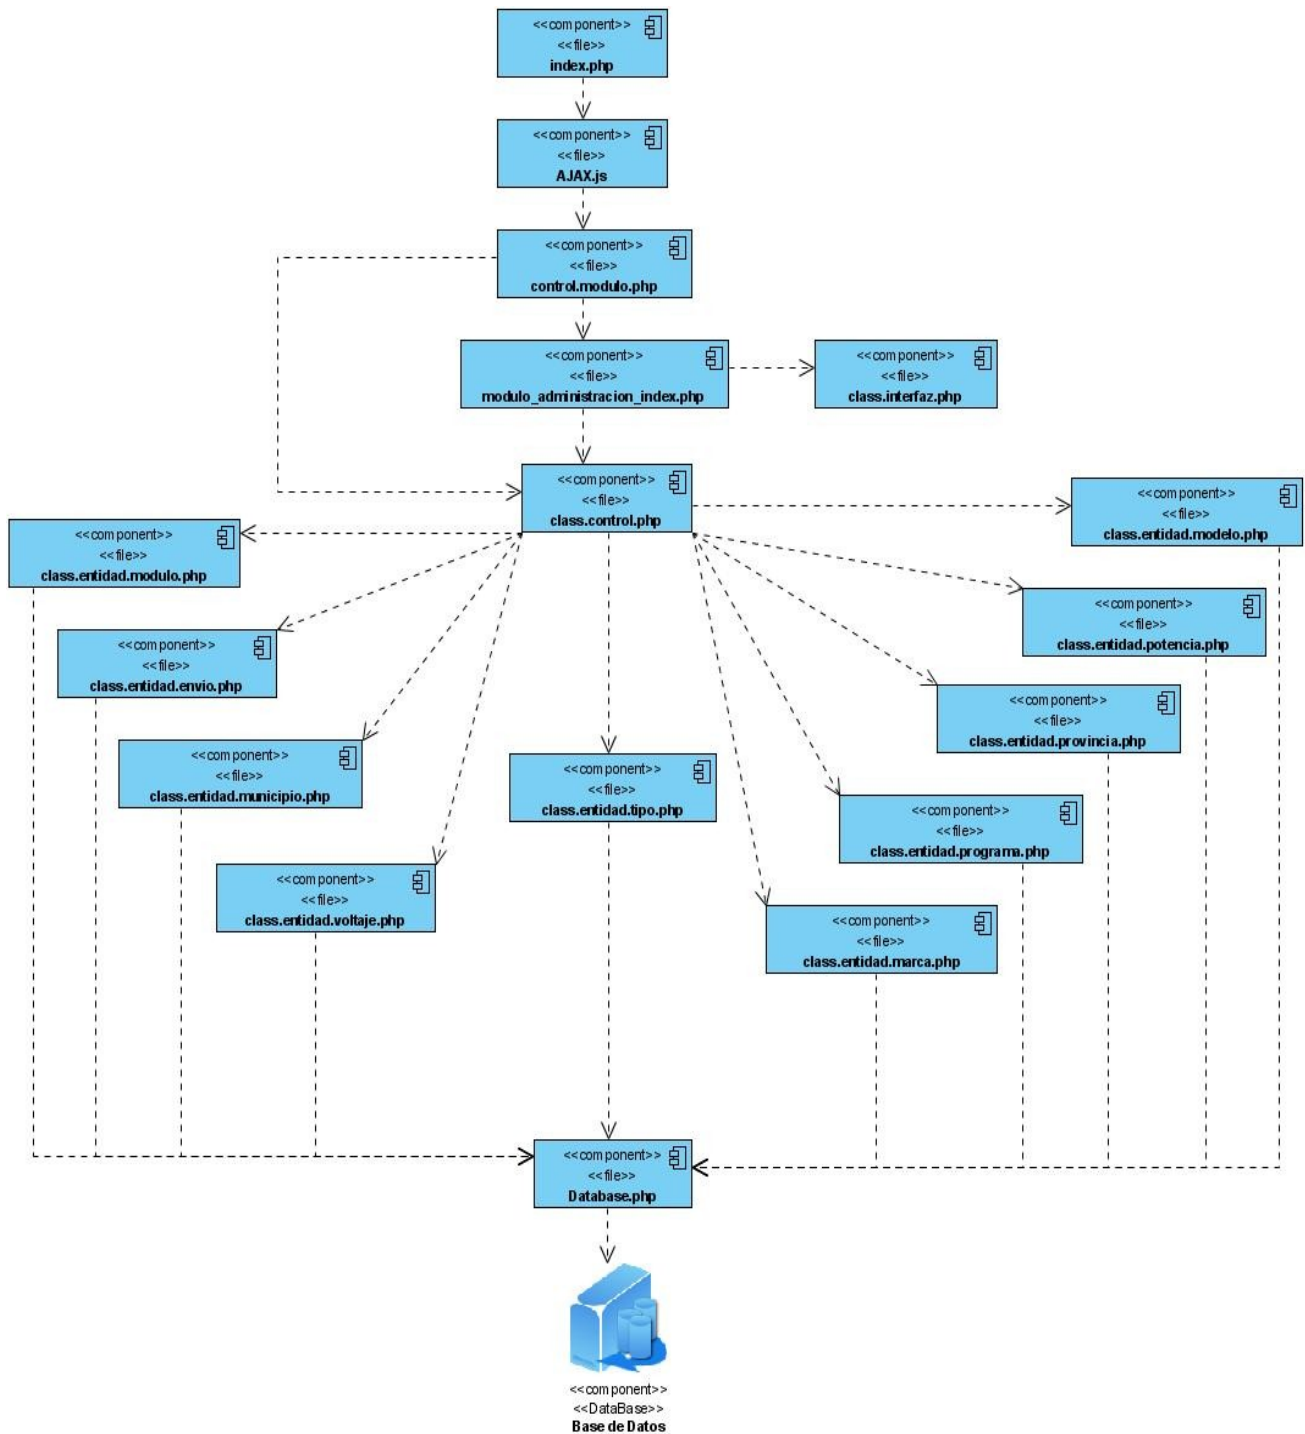 <<component>>
<<file>>
index.php
<<component>>
<<file>>
AJAX.js
<<component>>
<<file>>
control.modulo.php
<<component>>
<<file>>
modulo_administracion_index.php
<<component>>
<<file>>
class.interfaz.php
<<component>>
<<file>>
class.control.php
<<component>>
<<file>>
class.entidad.modelo.php
<<component>>
<<file>>
class.entidad.modulo.php
<<component>>
<<file>>
class.entidad.potencia.php
<<component>>
<<file>>
class.entidad.envio.php
<<component>>
<<file>>
class.entidad.provincia.php
<<component>>
<<file>>
class.entidad.municipio.php
<<component>>
<<file>>
class.entidad.tipo.php
<<component>>
<<file>>
class.entidad.programa.php
<<component>>
<<file>>
class.entidad.voltaje.php
<<component>>
<<file>>
class.entidad.marca.php
<<component>>
<<file>>
Database.php
<<component>>
<<DataBase>>
Base de Datos